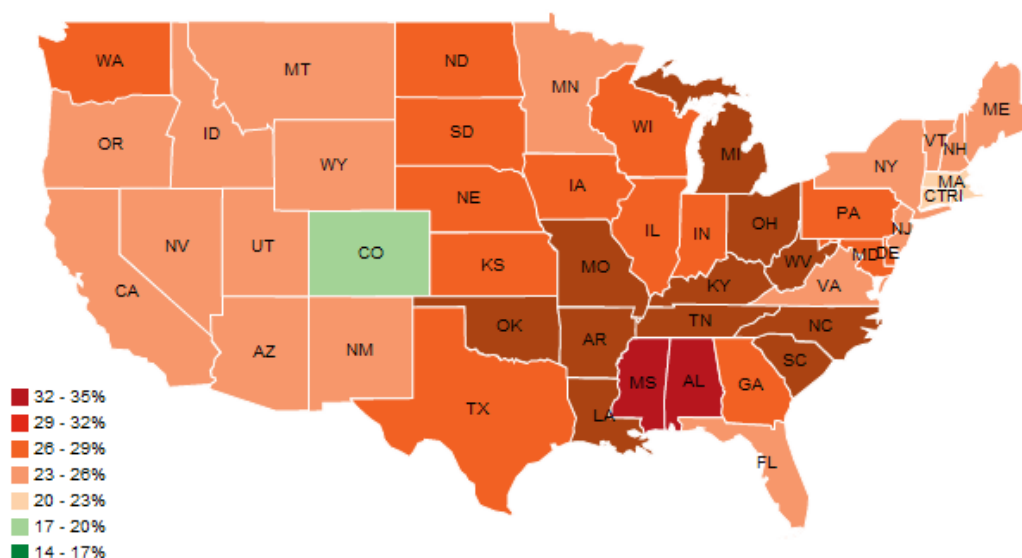 WA
MT
ND
MN
ME
OR
ID
SD
WI
MI
VT
NH
WY
NY
MA
CTRI
NE
IA
PA
NV
UT
CO
IL
IN
OH
NJ
KS
MO
WV
MD
DE
CA
KY
VA
OK
TN
NC
AZ
NM
AR
SC
MS
AL
GA
TX
LA
FL
32 - 35%
29 - 32%
26 - 29%
23 - 26%
20 - 23%
17 - 20%
14 - 17%